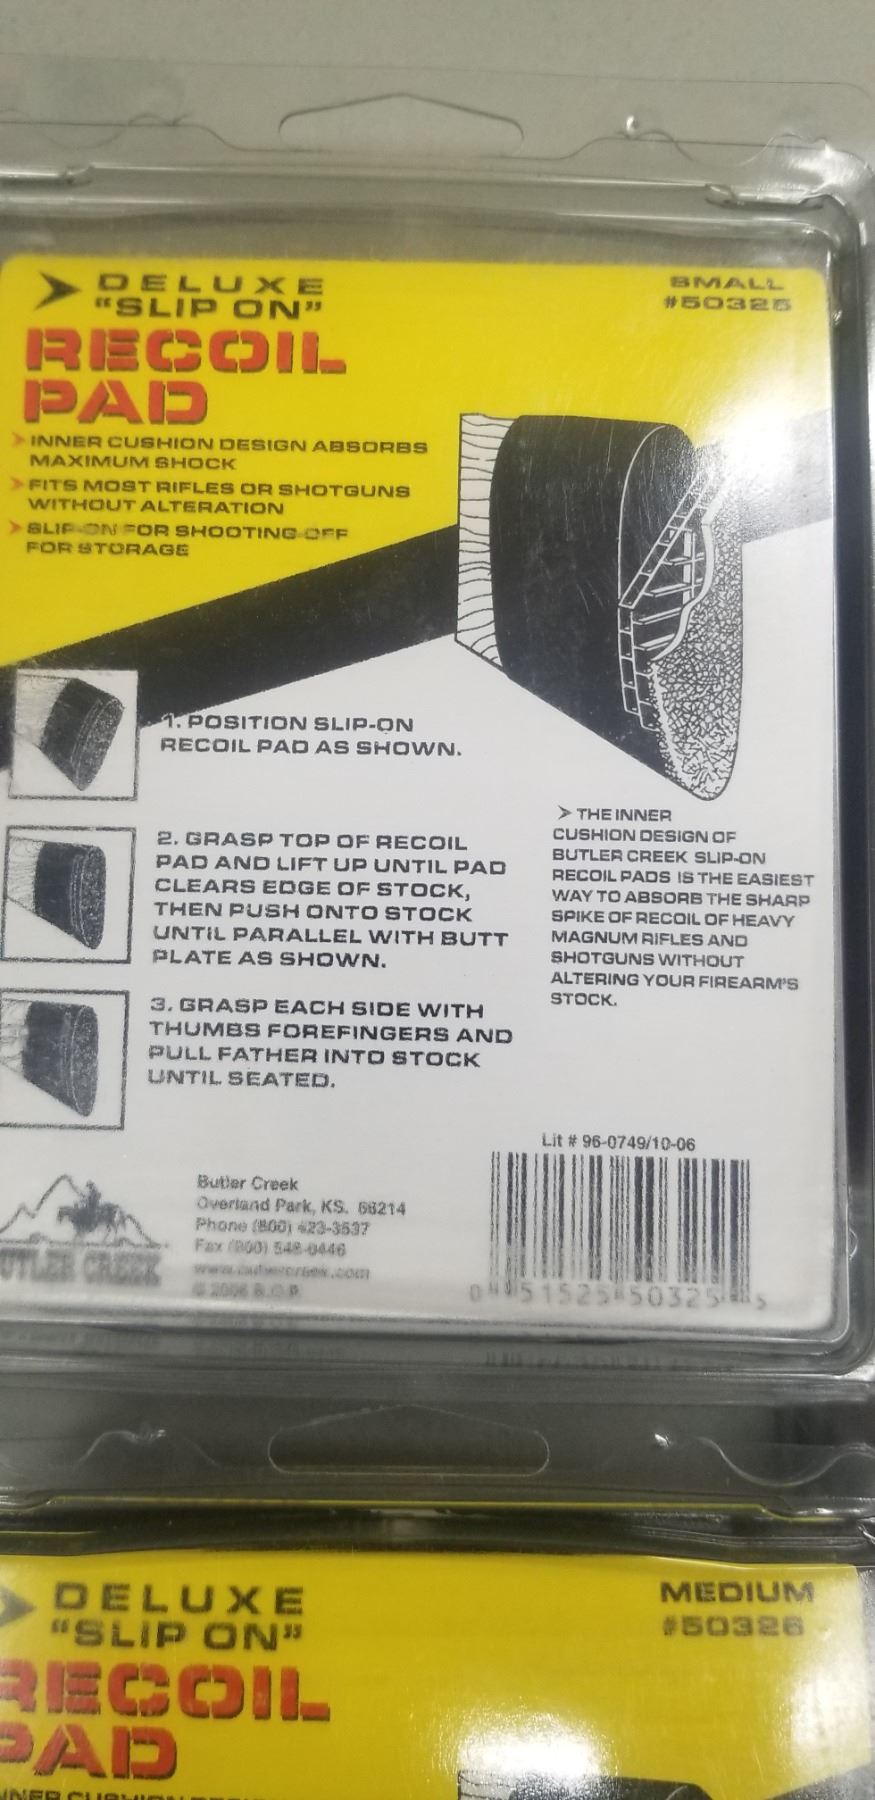 DELUXE
"SLIP ON"
RECOIL
PAD
SMALL
#50325
INNER CUSHION DESIGN ABSORBS
MAXIMUM SHOCK
FITS MOST RIFLES OR SHOTGUNS
WITHOUT ALTERATION
SLIP-ON FOR SHOOTING-OFF
FOR STORAGE
1. POSITION SLIP-ON
RECOIL PAD AS SHOWN.
2. GRASP TOP OF RECOIL
PAD AND LIFT UP UNTIL PAD
CLEARS EDGE OF STOCK,
THEN PUSH ONTO STOCK
UNTIL PARALLEL WITH BUTT
PLATE AS SHOWN.
3. GRASP EACH SIDE WITH
THUMBS FOREFINGERS AND
PULL FATHER INTO STOCK
UNTIL SEATED.
THE INNER
CUSHION DESIGN OF
BUTLER CREEK SLIP-ON
RECOIL PADS IS THE EASIEST
WAY TO ABSORB THE SHARP
SPIKE OF RECOIL OF HEAVY
MAGNUM RIFLES AND
SHOTGUNS WITHOUT
ALTERING YOUR FIREARM'S
STOCK.
Lit # 96-0749/10-06
BUTLER CREEK
Butler Creek
Overland Park, KS. 66214
Phone (800) 423-3537
Fax (800) 548-0446
© 2006 B.O.P.
0 51525 50325 5
DELUXE
"SLIP ON"
RECOIL
PAD
MEDIUM
#50326
INNER CUSHION